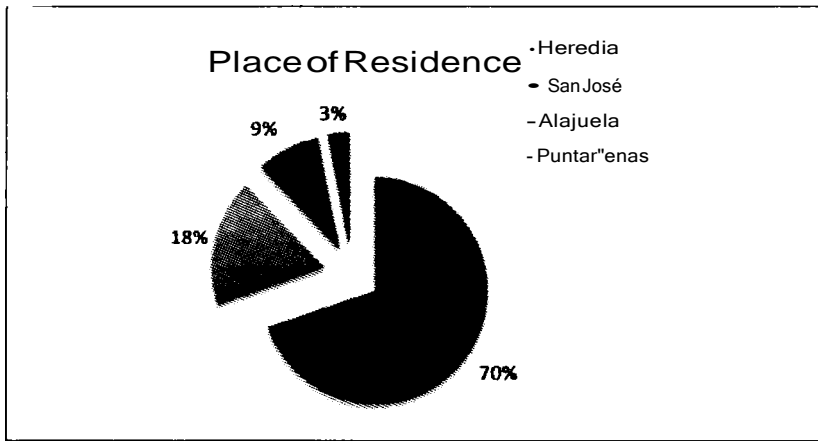 Place of Residence
·Heredia
• San José
-Alajuela
- Puntar"enas
3%
9%
18%
70%